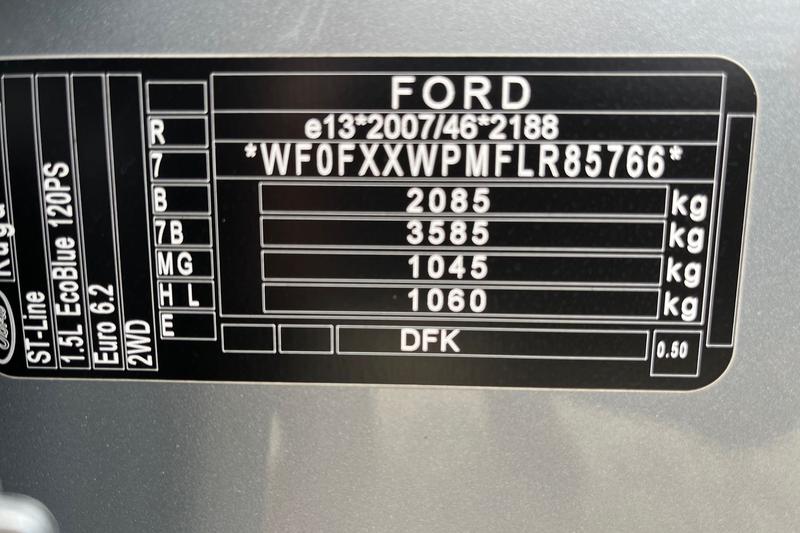 FORD
R
e13*2007/46*2188
7
*WF0FXXWPMFLR85766*
B
2085
kg
7B
3585
kg
MG
1045
kg
H L
1060
kg
E
DFK
0.50
Kuga
ST-Line
1.5L EcoBlue 120PS
Euro 6.2
2WD